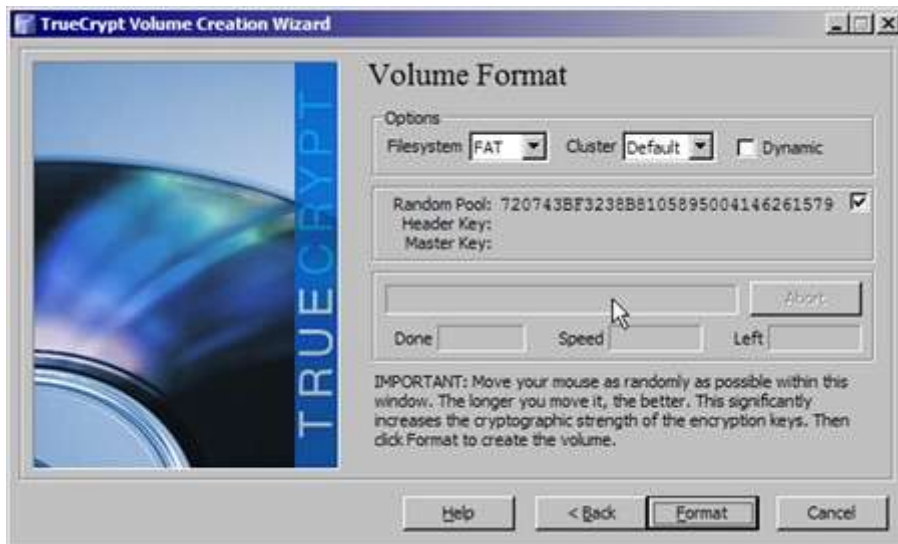 TrueCrypt Volume Creation Wizard
TRUECRYPT
Volume Format
Options
Filesystem FAT Cluster Default Dynamic
Random Pool: 720743BF3238B8105895004146261579
Header Key:
Master Key:
Abort
Done Speed Left
IMPORTANT: Move your mouse as randomly as possible within this
window. The longer you move it, the better. This significantly
increases the cryptographic strength of the encryption keys. Then
click Format to create the volume.
Help < Back Format Cancel